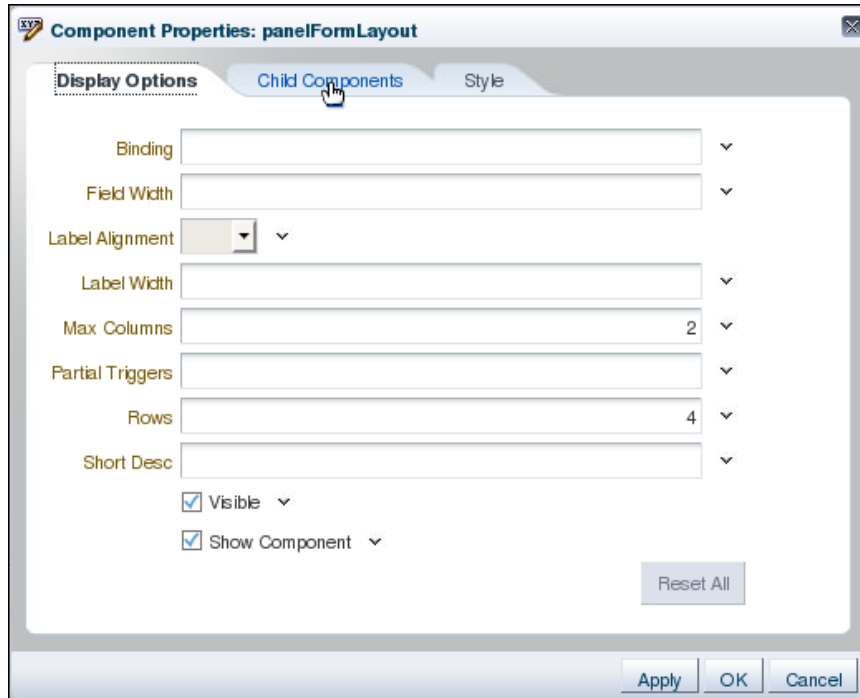 Component Properties: panelFormLayout
Display Options Child Components Style
Binding
Field Width
Label Alignment
Label Width
Max Columns 2
Partial Triggers
Rows 4
Short Desc
Visible
Show Component
Reset All
Apply OK Cancel